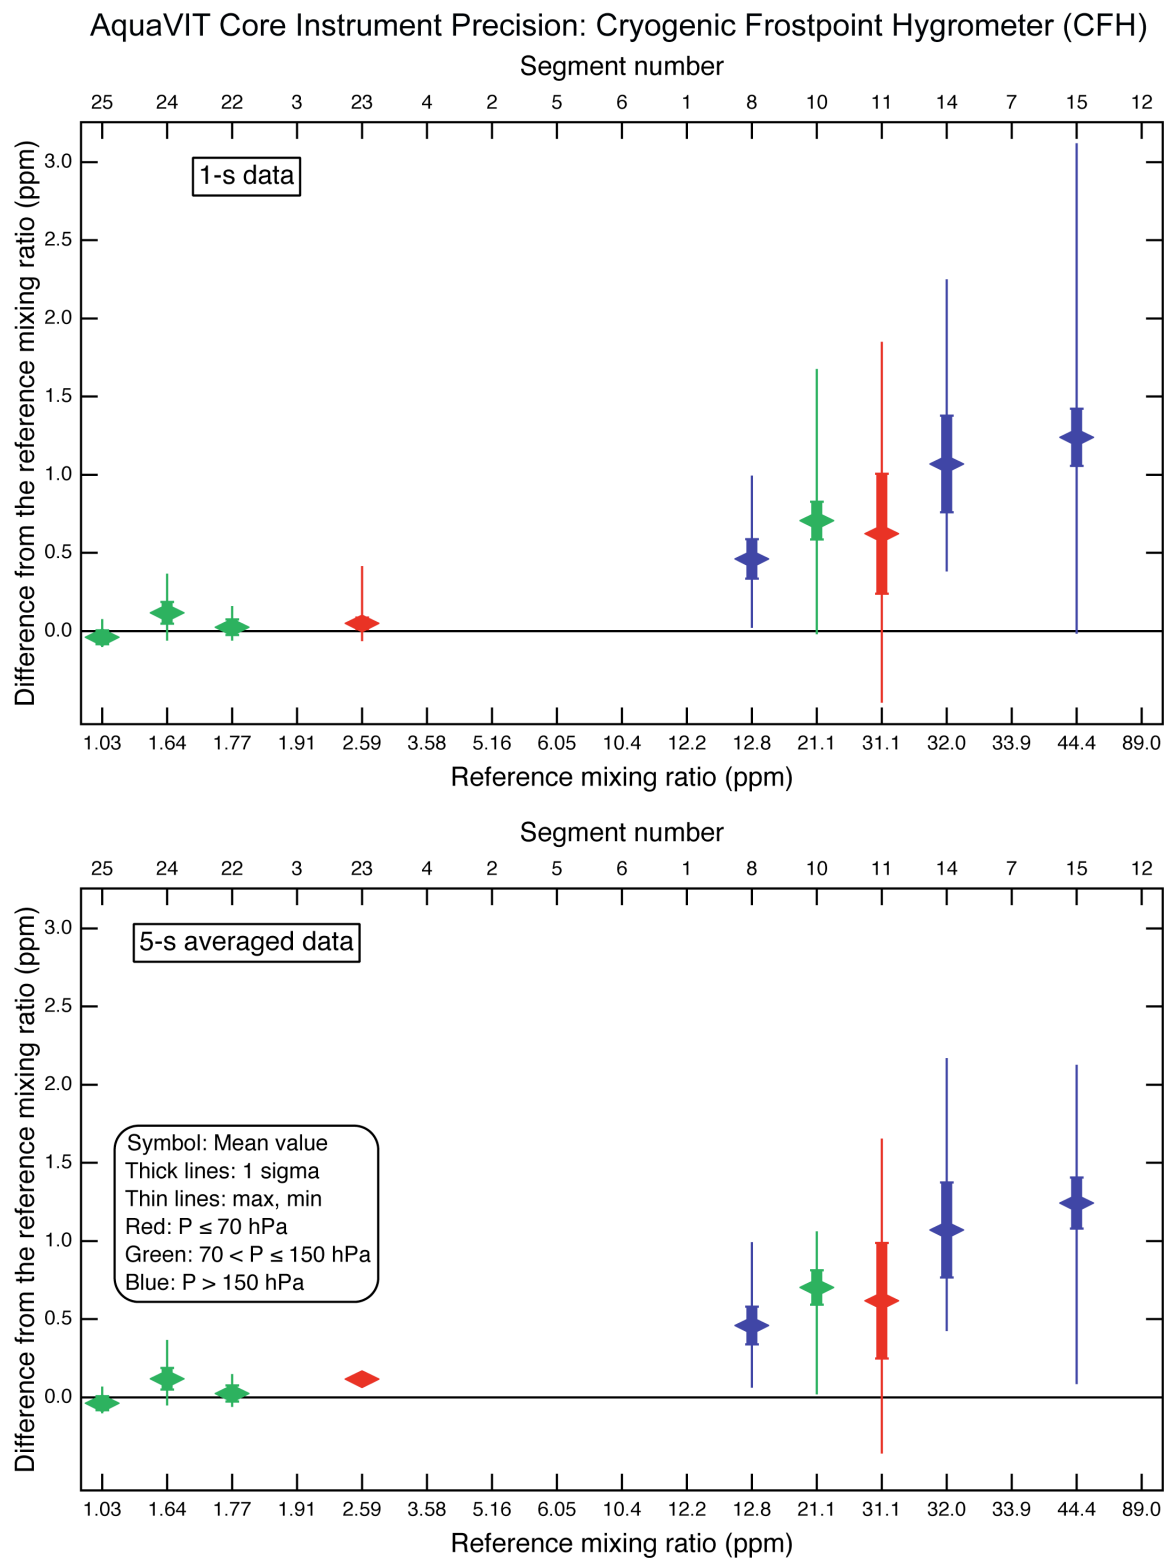 AquaVIT Core Instrument Precision: Cryogenic Frostpoint Hygrometer (CFH)
Segment number
25 24 22 3 23 4 2 5 6 1 8 10 11 14 7 15 12
1-s data
Difference from the reference mixing ratio (ppm)
3.0
2.5
2.0
1.5
1.0
0.5
0.0
1.03 1.64 1.77 1.91 2.59 3.58 5.16 6.05 10.4 12.2 12.8 21.1 31.1 32.0 33.9 44.4 89.0
Reference mixing ratio (ppm)
Segment number
25 24 22 3 23 4 2 5 6 1 8 10 11 14 7 15 12
5-s averaged data
Difference from the reference mixing ratio (ppm)
3.0
2.5
2.0
1.5
1.0
0.5
0.0
Symbol: Mean value
Thick lines: 1 sigma
Thin lines: max, min
Red: P ≤ 70 hPa
Green: 70 < P ≤ 150 hPa
Blue: P > 150 hPa
1.03 1.64 1.77 1.91 2.59 3.58 5.16 6.05 10.4 12.2 12.8 21.1 31.1 32.0 33.9 44.4 89.0
Reference mixing ratio (ppm)